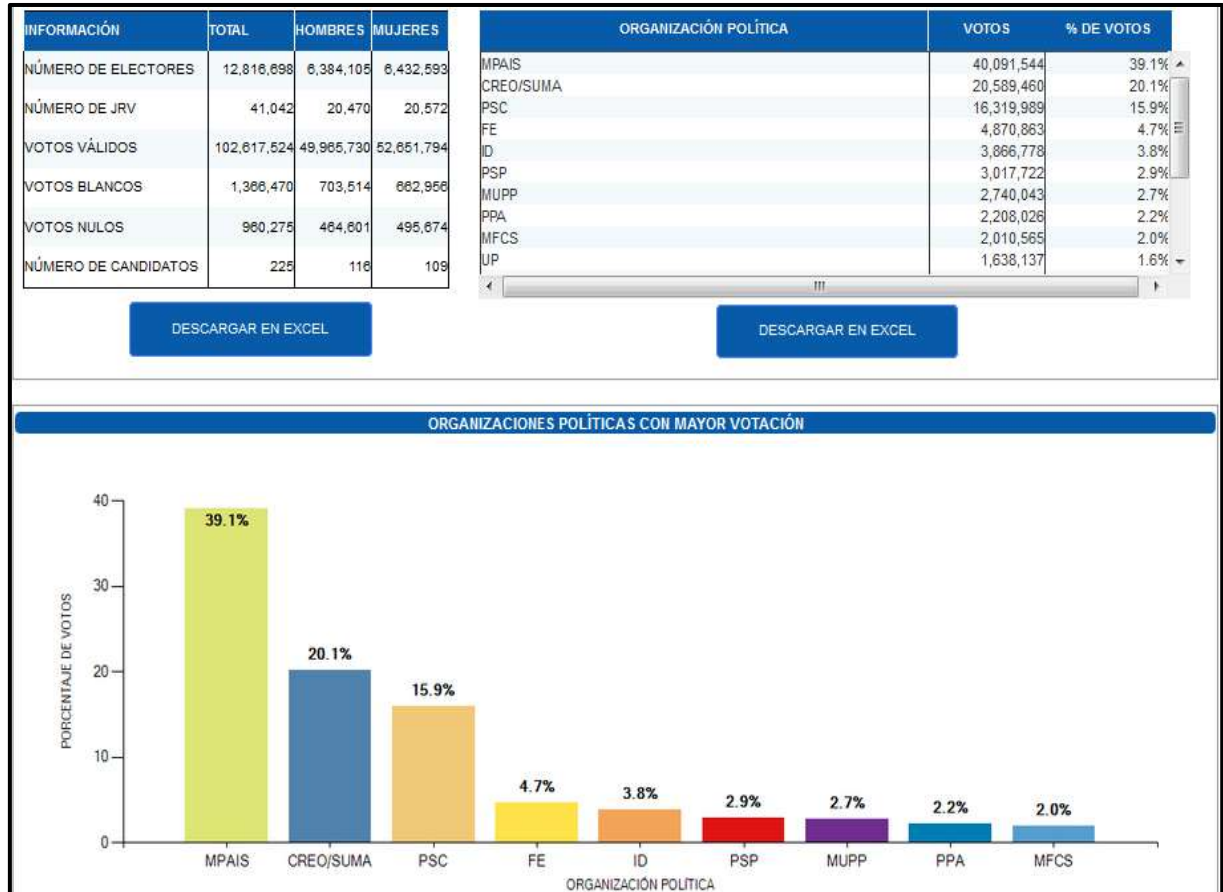 INFORMACIÓN TOTAL HOMBRES MUJERES
NÚMERO DE ELECTORES 12,816,698 6,384,105 6,432,593
NÚMERO DE JRV 41,042 20,470 20,572
VOTOS VÁLIDOS 102,617,524 49,965,730 52,651,794
VOTOS BLANCOS 1,366,470 703,514 662,956
VOTOS NULOS 960,275 464,601 495,674
NÚMERO DE CANDIDATOS 225 116 109
DESCARGAR EN EXCEL
ORGANIZACIÓN POLÍTICA VOTOS % DE VOTOS
MPAIS 40,091,544 39.1%
CREO/SUMA 20,589,460 20.1%
PSC 16,319,989 15.9%
FE 4,870,863 4.7%
ID 3,866,778 3.8%
PSP 3,017,722 2.9%
MUPP 2,740,043 2.7%
PPA 2,208,026 2.2%
MFCS 2,010,565 2.0%
UP 1,638,137 1.6%
DESCARGAR EN EXCEL
ORGANIZACIONES POLÍTICAS CON MAYOR VOTACIÓN
PORCENTAJE DE VOTOS
40
30
20
10
0
39.1%
20.1%
15.9%
4.7%
3.8%
2.9%
2.7%
2.2%
2.0%
MPAIS CREO/SUMA PSC FE ID PSP MUPP PPA MFCS
ORGANIZACIÓN POLÍTICA